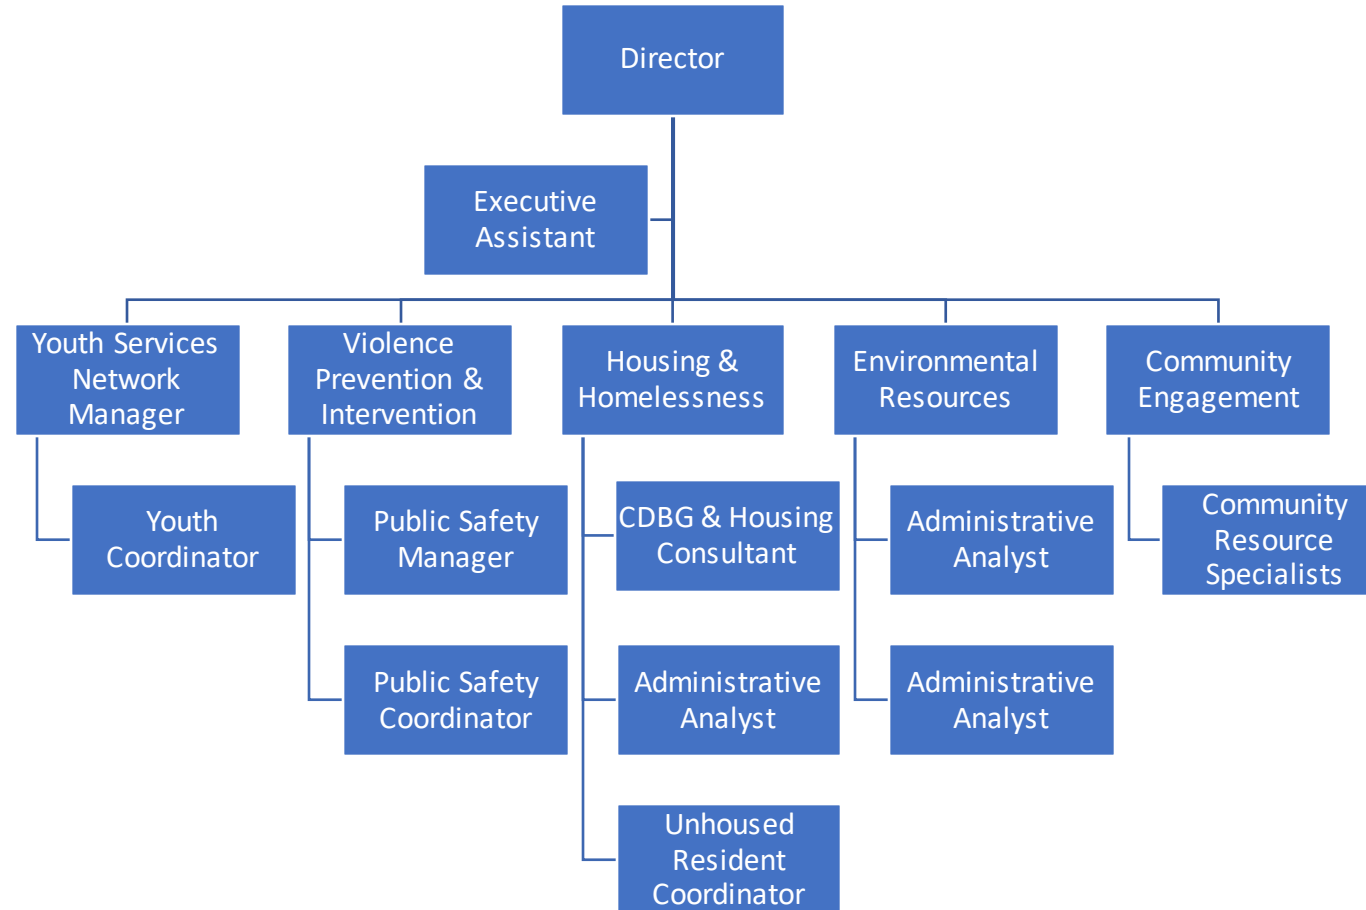 Director
Executive
Assistant
Youth Services
Network
Manager
Violence
Prevention &
Intervention
Housing &
Homelessness
Environmental
Resources
Community
Engagement
Youth
Coordinator
Public Safety
Manager
CDBG & Housing
Consultant
Administrative
Analyst
Community
Resource
Specialists
Public Safety
Coordinator
Administrative
Analyst
Administrative
Analyst
Unhoused
Resident
Coordinator